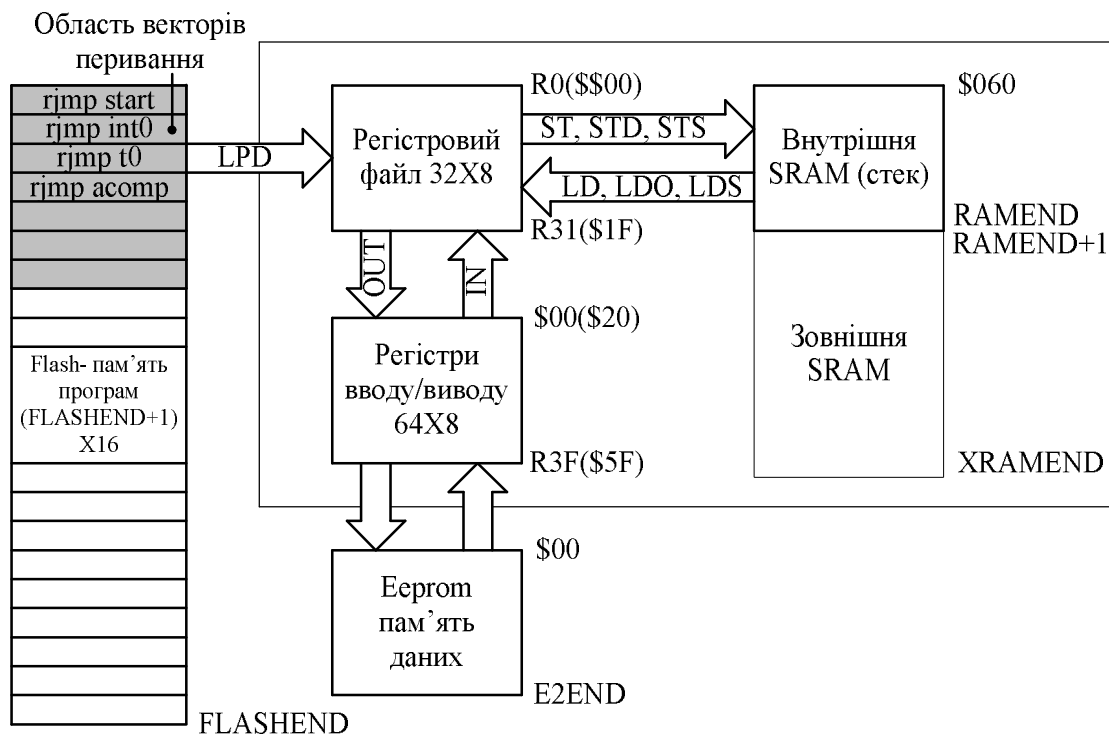 Область векторів
перивання
rjmp start
rjmp int0
rjmp t0
rjmp acomp
LPD
Flash- пам’ять
програм
(FLASHEND+1)
X16
FLASHEND
R0($$00)
Регістровий
файл 32X8
R31($1F)
ST, STD, STS
LD, LDO, LDS
$060
Внутрішня
SRAM (стек)
RAMEND
RAMEND+1
Зовнішня
SRAM
XRAMEND
OUT
IN
$00($20)
Регістри
вводу/виводу
64X8
R3F($5F)
$00
Eeprom
пам’ять
даних
E2END